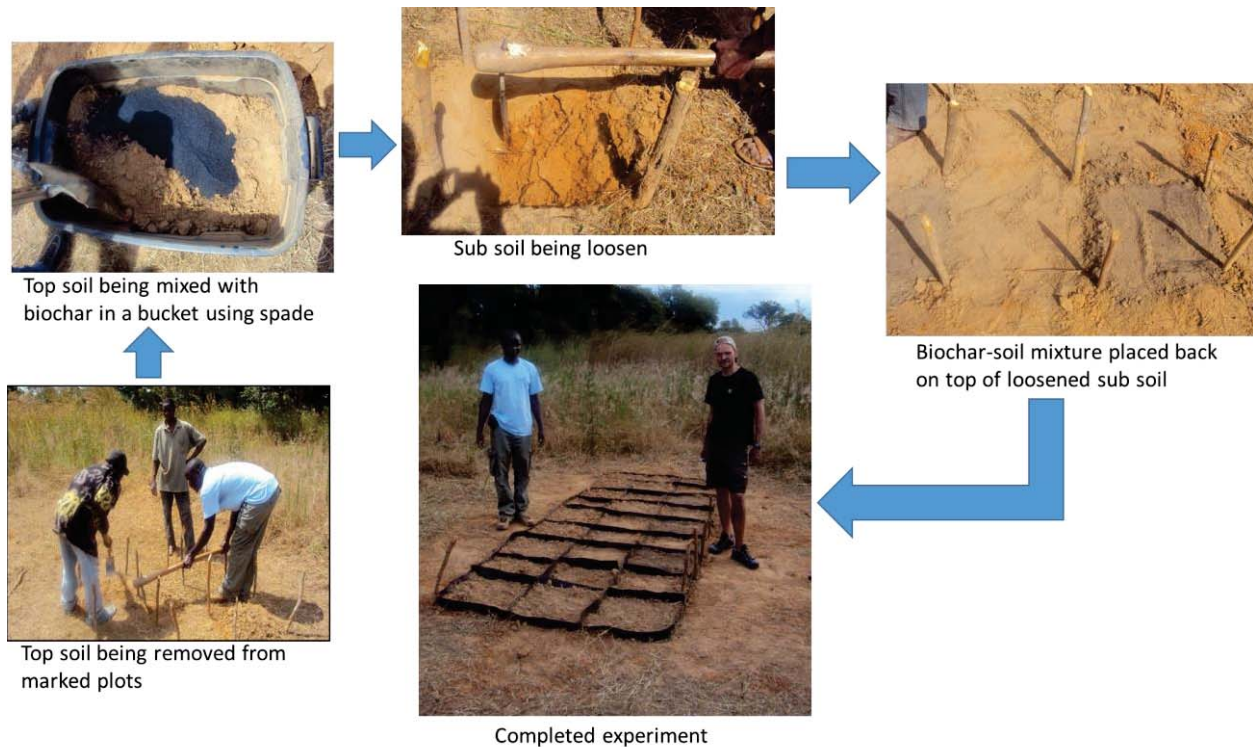 Top soil being mixed with
biochar in a bucket using spade
Sub soil being loosen
Biochar-soil mixture placed back
on top of loosened sub soil
Top soil being removed from
marked plots
Completed experiment